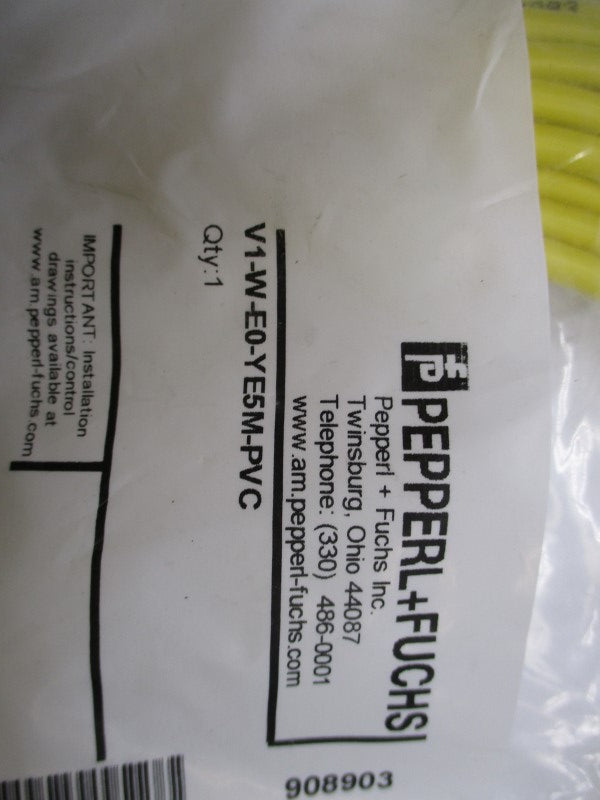 PEPPERL+FUCHS
Pepperl + Fuchs Inc.
Twinsburg, Ohio 44087
Telephone: (330) 486-0001
www.am.pepperl-fuchs.com
V1-W-E0-YE5M-PVC
Qty:1
IMPORTANT: Installation
instructions/control
drawings available at
www.am.pepperl-fuchs.com
908903